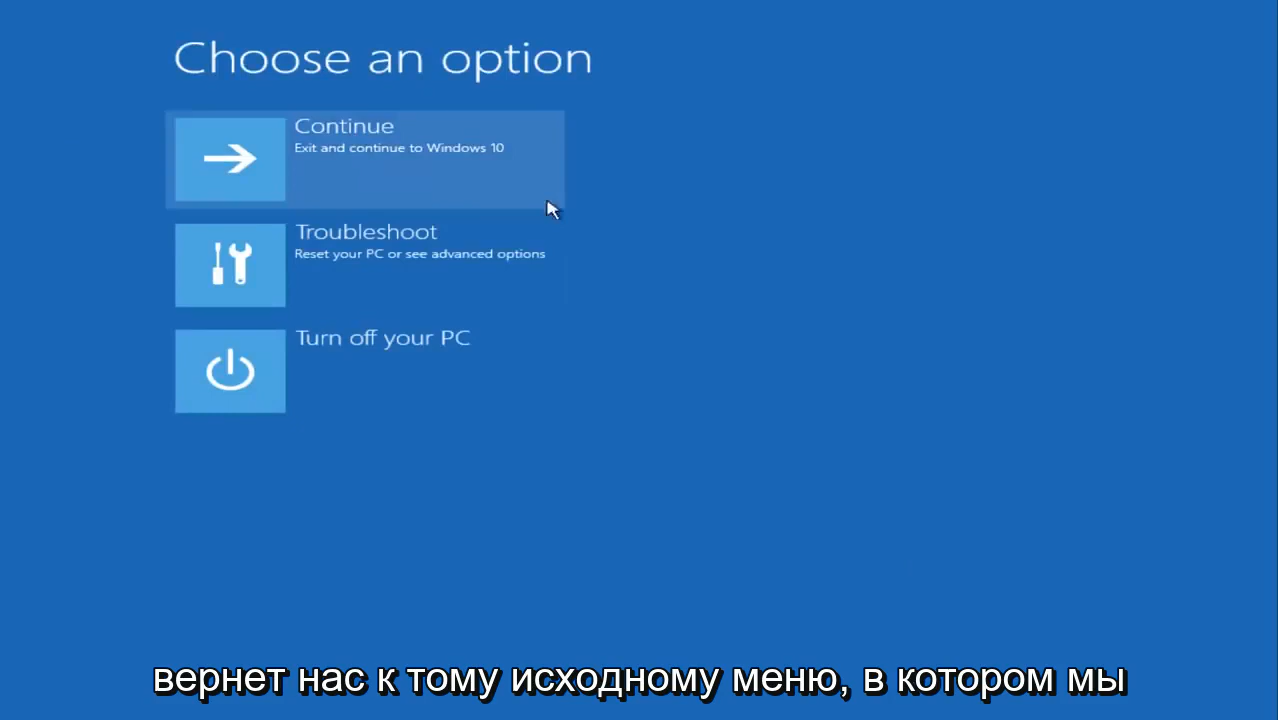 Choose an option
Continue
Exit and continue to Windows 10
Troubleshoot
Reset your PC or see advanced options
Turn off your PC
вернет нас к тому исходному меню, в котором мы